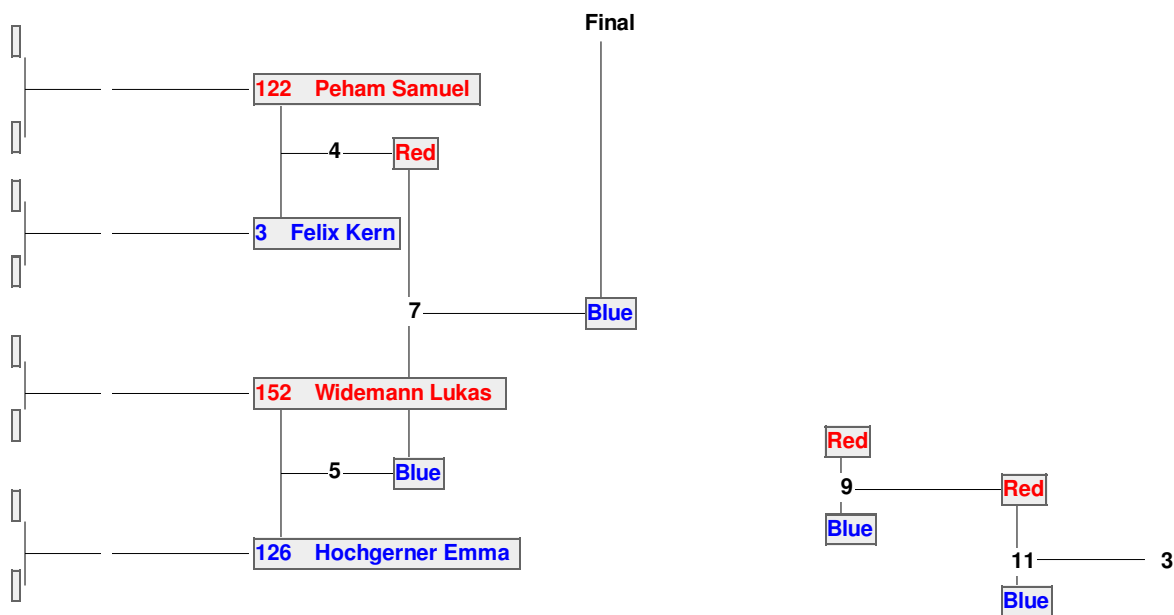 Final
122 Peham Samuel
4 Red
3 Felix Kern
7 Blue
152 Widemann Lukas
Red
5 Blue
9 Red
Blue
126 Hochgerner Emma
11 3
Blue